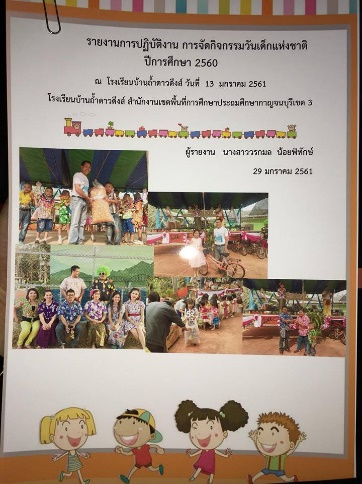 รายงานการปฏิบัติงาน การจัดกิจกรรมวันเด็กแห่งชาติ
ปีการศึกษา 2560
ณ โรงเรียนบ้านถ้ำดาวดึงส์ วันที่ 13 มกราคม 2561
โรงเรียนบ้านถ้ำดาวดึงส์ สำนักงานเขตพื้นที่การศึกษาประถมศึกษากาญจนบุรีเขต 3
ผู้รายงาน นางสาววรกมล น้อยพิทักษ์
29 มกราคม 2561